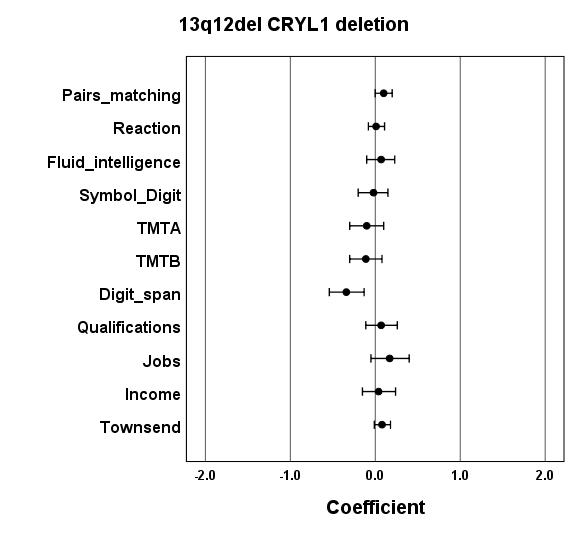 13q12del CRYL1 deletion
Pairs_matching
Reaction
Fluid_intelligence
Symbol_Digit
TMTA
TMTB
Digit_span
Qualifications
Jobs
Income
Townsend
-2.0 -1.0 0.0 1.0 2.0
Coefficient